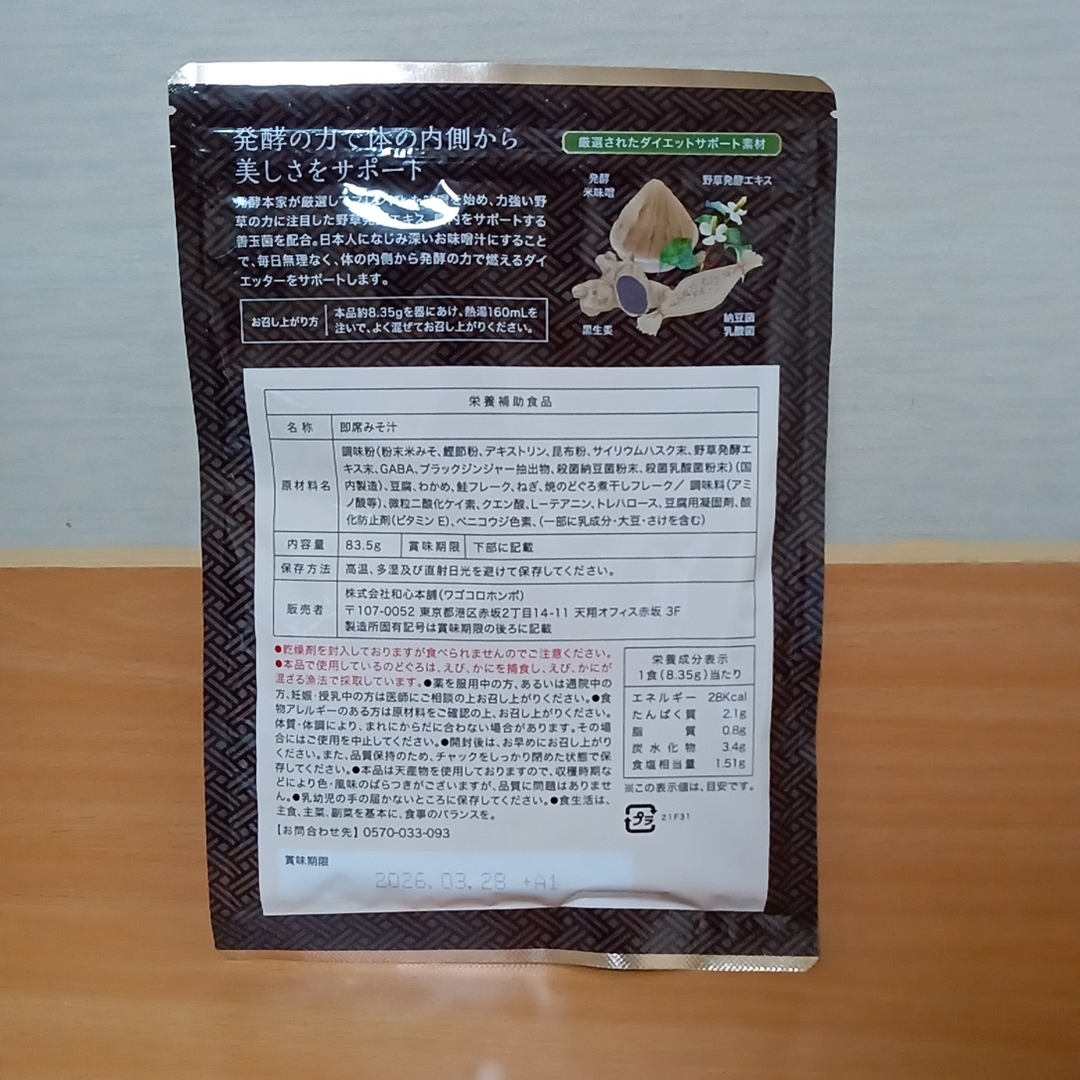 発酵の力で体の内側から
美しさをサポート
発酵本家が厳選し を始め、力強い野
草の力に注目した野草発酵エキス、 内をサポートする
善玉菌を配合。日本人になじみ深いお味噌汁にすること
で、毎日無理なく、体の内側から発酵の力で燃えるダイ
エッターをサポートします。
お召し上がり方
本品約8.35gを器にあけ、熱湯160mLを
注いで、よく混ぜてお召し上がりください。
厳選されたダイエットサポート素材
発酵
米味噌
野草発酵エキス
黒生姜
納豆菌
乳酸菌
栄養補助食品
名称 即席みそ汁
原材料名
調味粉(粉末米みそ、鰹節粉、デキストリン、昆布粉、サイリウムハスク末、野草発酵エ
キス末、GABA、ブラックジンジャー抽出物、殺菌納豆菌粉末、殺菌乳酸菌粉末)(国
内製造)、豆腐、わかめ、鮭フレーク、ねぎ、焼のどぐろ煮干しフレーク/ 調味料(アミ
ノ酸等)、微粒二酸化ケイ素、クエン酸、L-テアニン、トレハロース、豆腐用凝固剤、酸
化防止剤(ビタミンE)、ベニコウジ色素、(一部に乳成分・大豆・さけを含む)
内容量 83.5g 賞味期限 下部に記載
保存方法 高温、多湿及び直射日光を避けて保存してください。
販売者
株式会社和心本舗(ワゴコロホンポ)
〒107-0052 東京都港区赤坂2丁目14-11 天翔オフィス赤坂 3F
製造所固有記号は賞味期限の後ろに記載
●乾燥剤を封入しておりますが食べられませんのでご注意ください。
●本品で使用しているのどぐろは、えび、かにを捕食し、えび、かにが
混ざる漁法で採取しています。●薬を服用中の方、あるいは通院中の
方、妊娠・授乳中の方は医師にご相談の上お召し上がりください。●食
物アレルギーのある方は原材料をご確認の上、お召し上がりください。
体質・体調により、まれにからだに合わない場合があります。その場
合にはご使用を中止してください。●開封後は、お早めにお召し上がり
ください。また、品質保持のため、チャックをしっかり閉めた状態で保
存してください。●本品は天産物を使用しておりますので、収穫時期な
どにより色・風味のばらつきがございますが、品質に問題はありませ
ん。●乳幼児の手の届かないところに保存してください。●食生活は、
主食、主菜、副菜を基本に、食事のバランスを。
【お問合わせ先】0570-033-093
栄養成分表示
1食(8.35g)当たり
エネルギー 28Kcal
たんぱく質 2.1g
脂質 0.8g
炭水化物 3.4g
食塩相当量 1.51g
※この表示値は、目安です。
プラ 21F31
賞味期限
2026.03.28 +A1